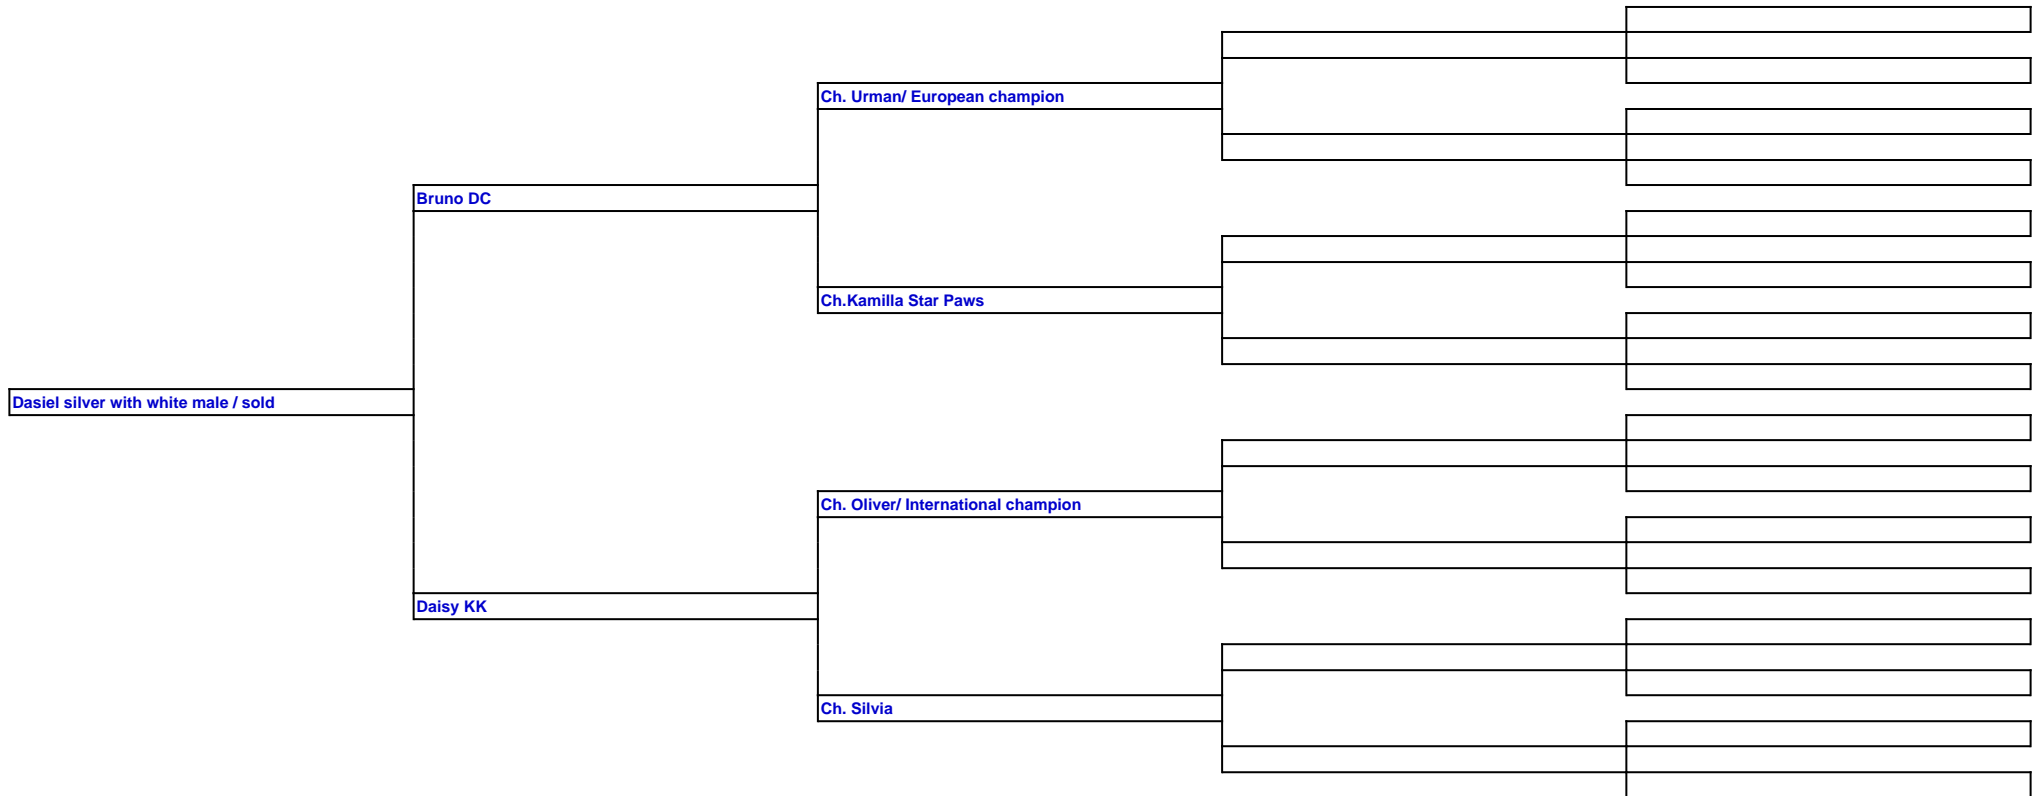 Ch. Urman/ European champion
Bruno DC
Ch.Kamilla Star Paws
Dasiel silver with white male / sold
Ch. Oliver/ International champion
Daisy KK
Ch. Silvia